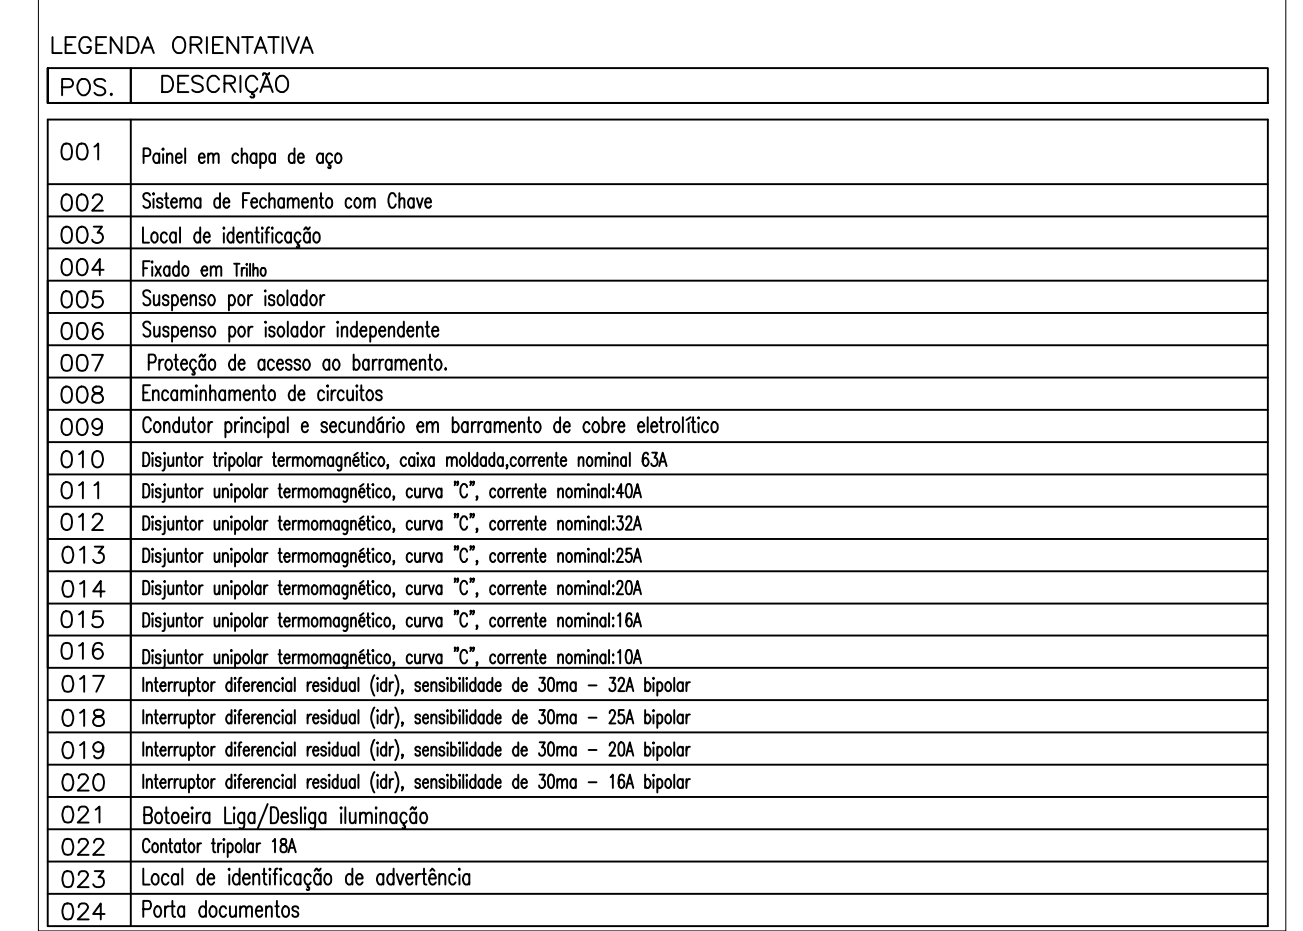 LEGENDA ORIENTATIVA
POS. DESCRIÇÃO
001 Painel em chapa de aço
002 Sistema de Fechamento com Chave
003 Local de identificação
004 Fixado em Trilho
005 Suspenso por isolador
006 Suspenso por isolador independente
007 Proteção de acesso ao barramento.
008 Encaminhamento de circuitos
009 Condutor principal e secundário em barramento de cobre eletrolítico
010 Disjuntor tripolar termomagnético, caixa moldada,corrente nominal 63A
011 Disjuntor unipolar termomagnético, curva "C", corrente nominal:40A
012 Disjuntor unipolar termomagnético, curva "C", corrente nominal:32A
013 Disjuntor unipolar termomagnético, curva "C", corrente nominal:25A
014 Disjuntor unipolar termomagnético, curva "C", corrente nominal:20A
015 Disjuntor unipolar termomagnético, curva "C", corrente nominal:16A
016 Disjuntor unipolar termomagnético, curva "C", corrente nominal:10A
017 Interruptor diferencial residual (idr), sensibilidade de 30ma – 32A bipolar
018 Interruptor diferencial residual (idr), sensibilidade de 30ma – 25A bipolar
019 Interruptor diferencial residual (idr), sensibilidade de 30ma – 20A bipolar
020 Interruptor diferencial residual (idr), sensibilidade de 30ma – 16A bipolar
021 Botoeira Liga/Desliga iluminação
022 Contator tripolar 18A
023 Local de identificação de advertência
024 Porta documentos